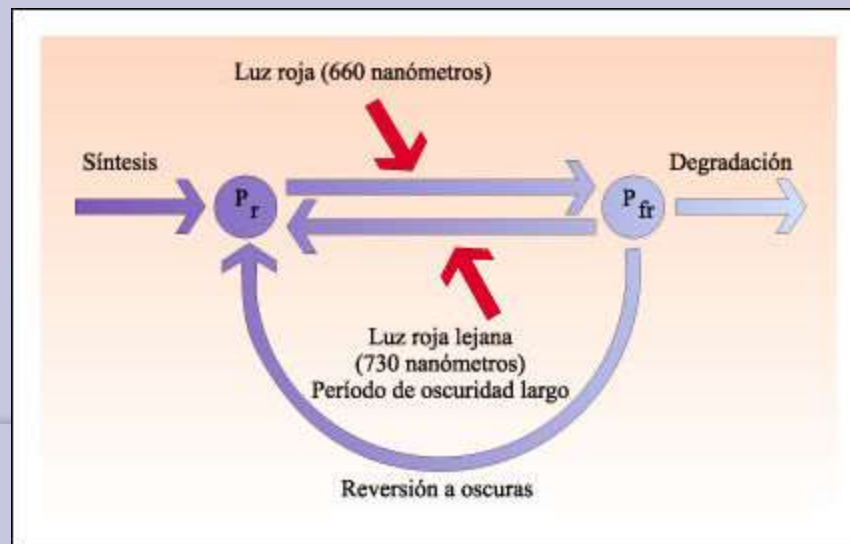 Luz roja (660 nanómetros)
Síntesis
Degradación
Pr
Pfr
Luz roja lejana
(730 nanómetros)
Período de oscuridad largo
Reversión a oscuras